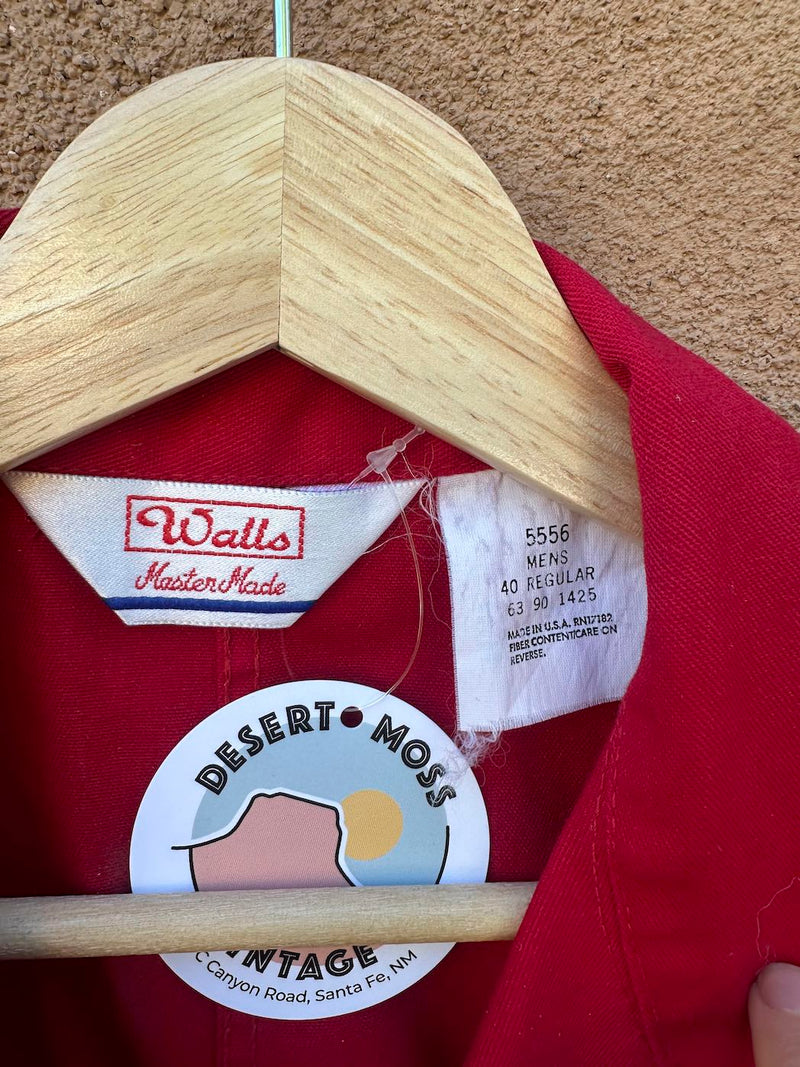 Walls
Master Made
5556
MENS
40 REGULAR
63 90 1425
MADE IN U.S.A. RN17182
FIBER CONTENT/CARE ON
REVERSE.
DESERT MOSS
VINTAGE
C Canyon Road, Santa Fe, NM